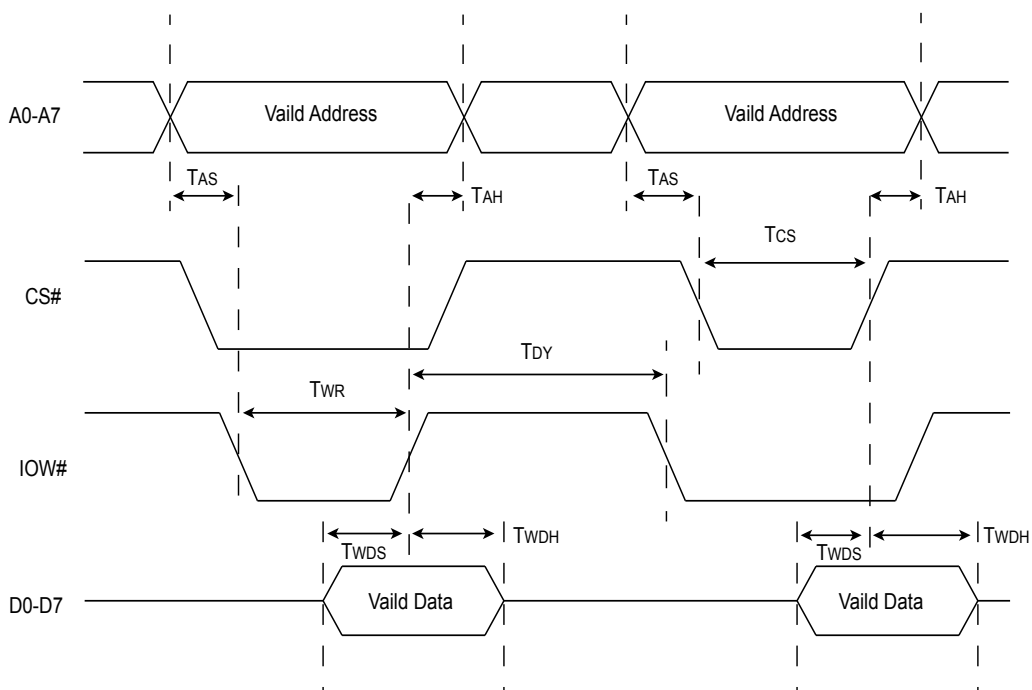 A0-A7
Vaild Address
Vaild Address
TAS
TAH
TAS
TAH
TCS
CS#
TDY
TWR
IOW#
TWDS
TWDH
TWDS
TWDH
D0-D7
Vaild Data
Vaild Data